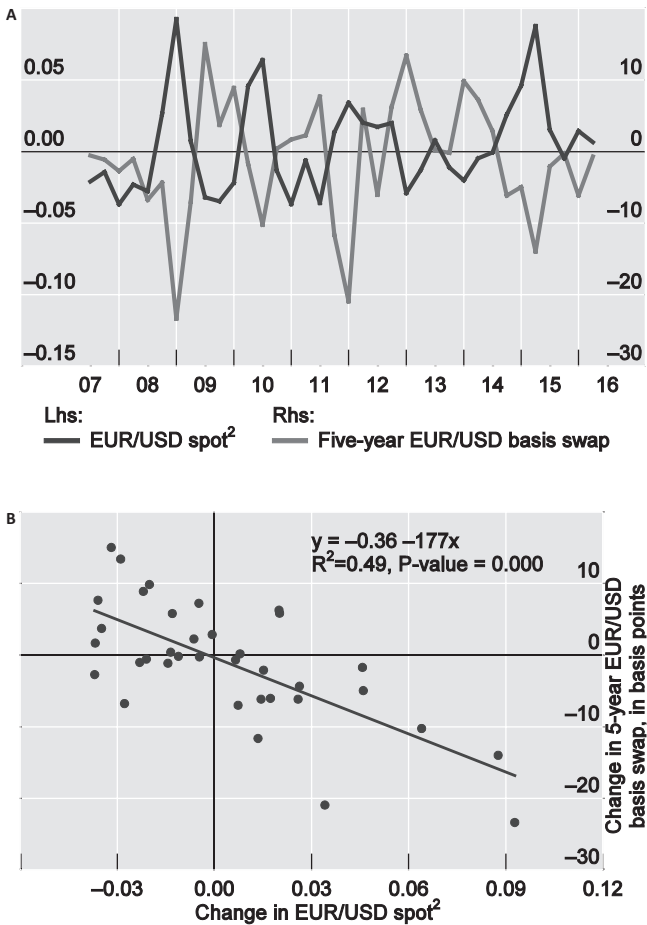 A
0.05 10
0.00 0
–0.05 –10
–0.10 –20
–0.15 –30
07 08 09 10 11 12 13 14 15 16
Lhs: Rhs:
EUR/USD spot² Five-year EUR/USD basis swap
B
y = –0.36 –177x
R²=0.49, P-value = 0.000
10
0
–10
–20
–30
Change in 5-year EUR/USD
basis swap, in basis points
–0.03 0.00 0.03 0.06 0.09 0.12
Change in EUR/USD spot²